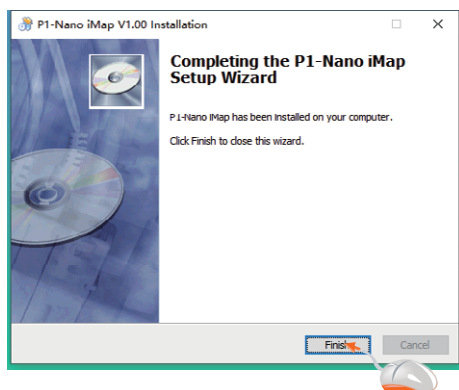 P1-Nano iMap V1.00 Installation
Completing the P1-Nano iMap
Setup Wizard
P1-Nano iMap has been installed on your computer.
Click Finish to close this wizard.
Finish
Cancel